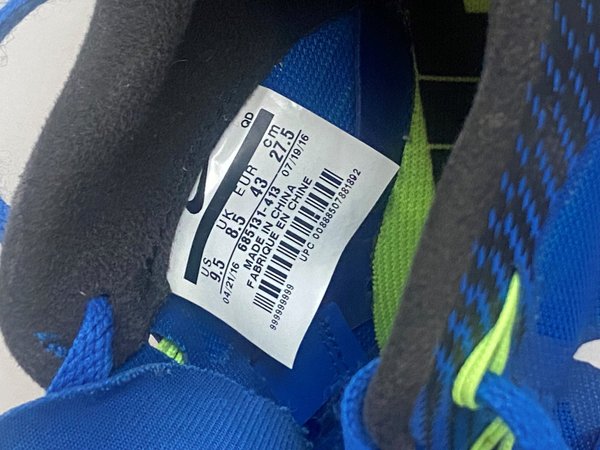 QD
US UK EUR cm
9.5 8.5 43 27.5
04/21/16 07/19/16
685131-413
MADE IN CHINA
FABRIQUE EN CHINE
UPC 00888507881892
999999999